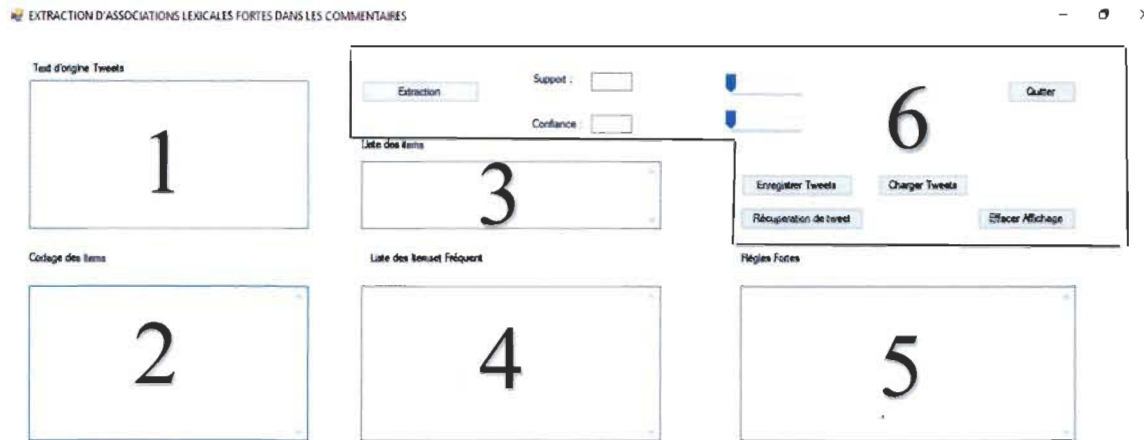 EXTRACTION D'ASSOCIATIONS LEXICALES FORTES DANS LES COMMENTAIRES
Text d'origine Tweets
1
Extraction
Support :
Confiance :
6
Quitter
Enregistrer Tweets
Charger Tweets
Récuperation de tweet
Effacer Affichage
Liste des items
3
Codage des items
2
Liste des Itemset Fréquent
4
Règles Fortes
5